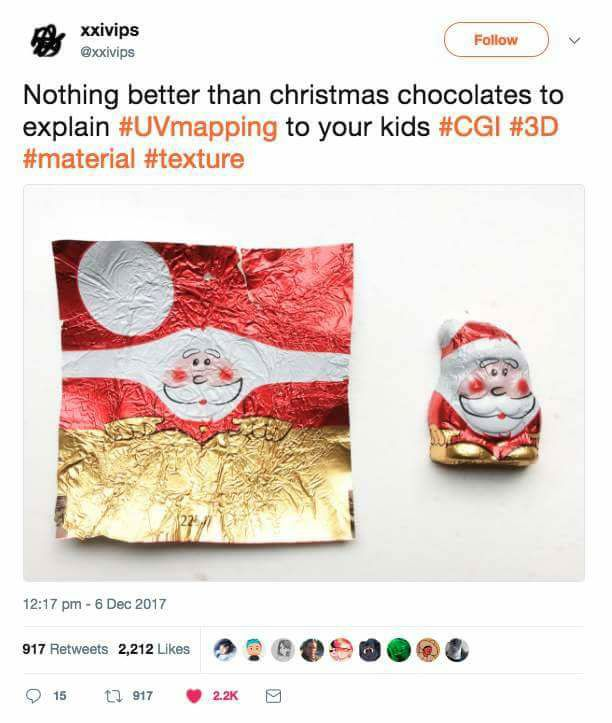 xxivips
@xxivips
Follow
Nothing better than christmas chocolates to
explain #UVmapping to your kids #CGI #3D
#material #texture
12:17 pm - 6 Dec 2017
917 Retweets 2,212 Likes
15 917 2.2K